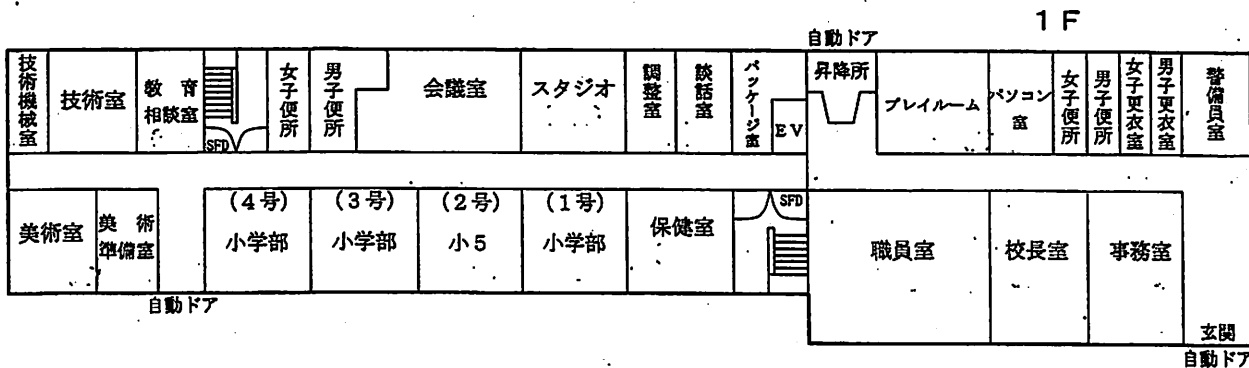 1F
自動ドア
技術機械室
技術室
教育
相談室
SFD
女子便所
男子便所
会議室
スタジオ
調整室
談話室
パッケージ室
EV
昇降所
プレイルーム
パソコン
室
女子便所
男子便所
女子更衣室
男子更衣室
警備員室
美術室
美術
準備室
自動ドア
(4号)
小学部
(3号)
小学部
(2号)
小5
(1号)
小学部
保健室
SFD
職員室
校長室
事務室
玄関
自動ドア